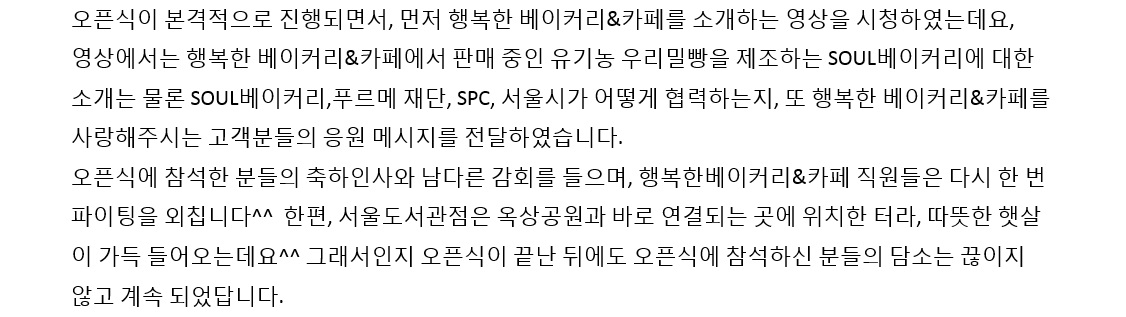 오픈식이 본격적으로 진행되면서, 먼저 행복한 베이커리&카페를 소개하는 영상을 시청하였는데요,
영상에서는 행복한 베이커리&카페에서 판매 중인 유기농 우리밀빵을 제조하는 SOUL베이커리에 대한
소개는 물론 SOUL베이커리,푸르메 재단, SPC, 서울시가 어떻게 협력하는지, 또 행복한 베이커리&카페를
사랑해주시는 고객분들의 응원 메시지를 전달하였습니다.
오픈식에 참석한 분들의 축하인사와 남다른 감회를 들으며, 행복한베이커리&카페 직원들은 다시 한 번
파이팅을 외칩니다^^  한편, 서울도서관점은 옥상공원과 바로 연결되는 곳에 위치한 터라, 따뜻한 햇살
이 가득 들어오는데요^^ 그래서인지 오픈식이 끝난 뒤에도 오픈식에 참석하신 분들의 담소는 끊이지
않고 계속 되었답니다.